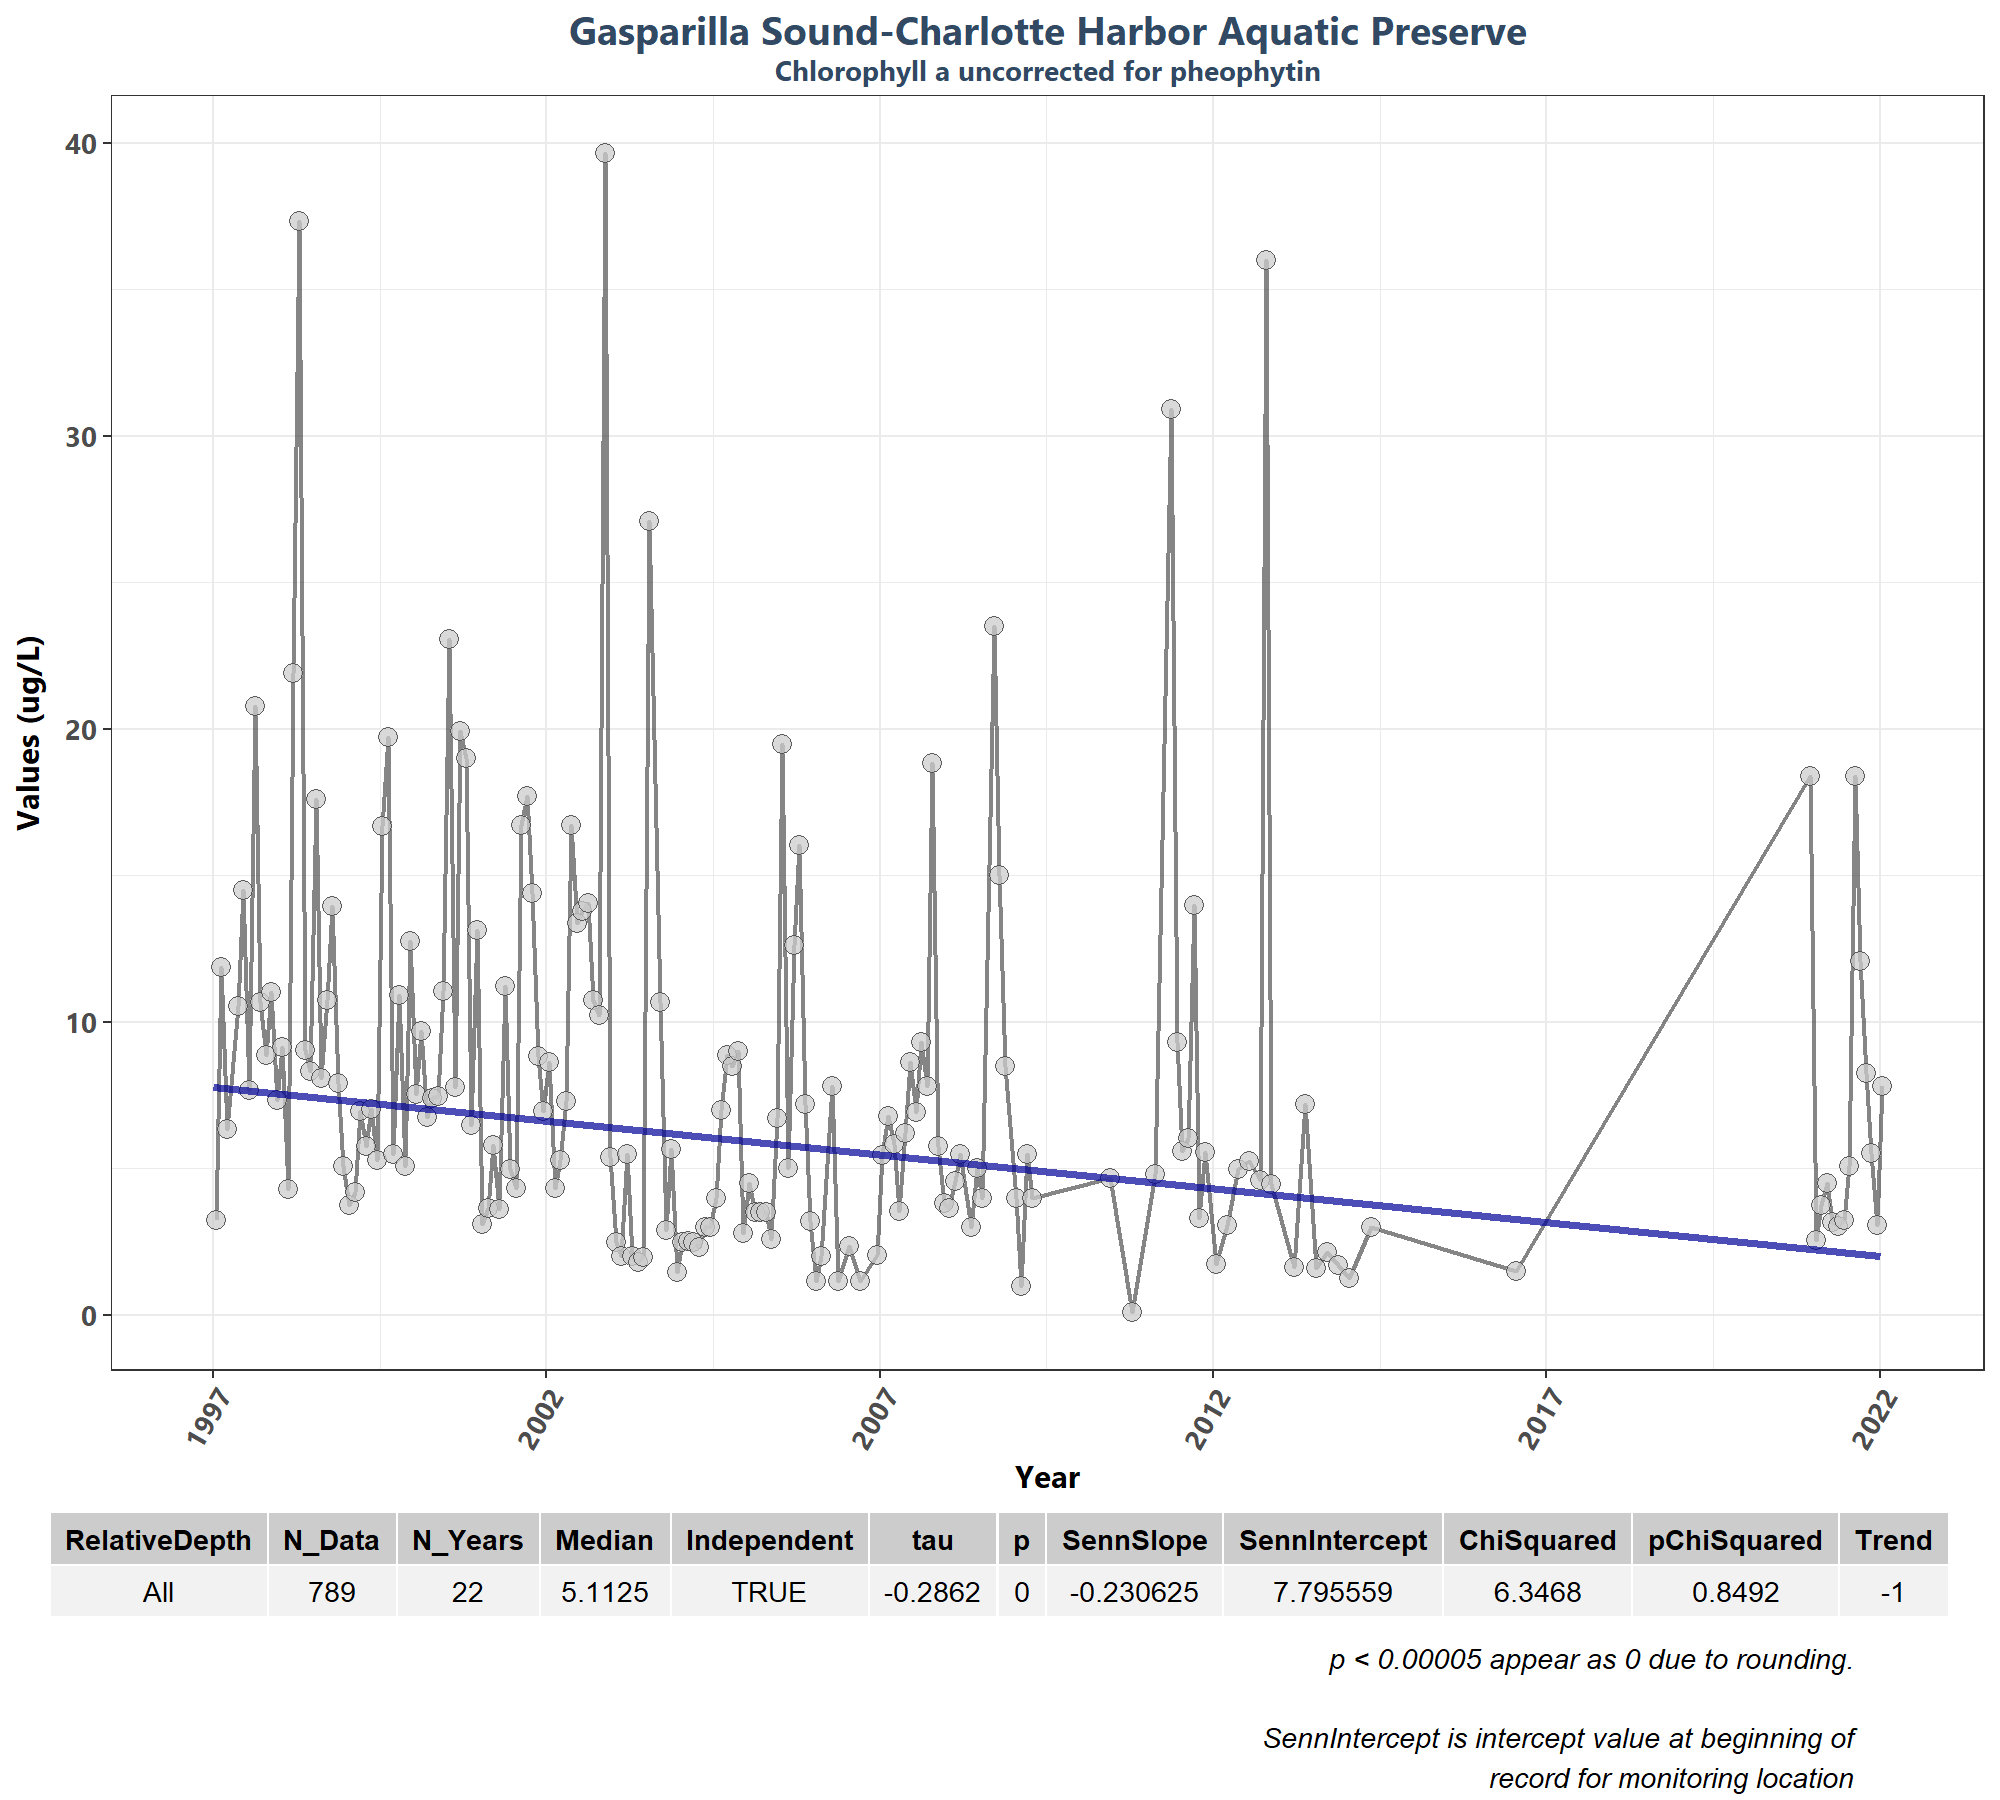 Gasparilla Sound-Charlotte Harbor Aquatic Preserve
Chlorophyll a uncorrected for pheophytin
Values (ug/L)
40
30
20
10
0
1997 2002 2007 2012 2017 2022
Year
RelativeDepth N_Data N_Years Median Independent tau p SennSlope SennIntercept ChiSquared pChiSquared Trend
All 789 22 5.1125 TRUE -0.2862 0 -0.230625 7.795559 6.3468 0.8492 -1
p < 0.00005 appear as 0 due to rounding.
SennIntercept is intercept value at beginning of
record for monitoring location